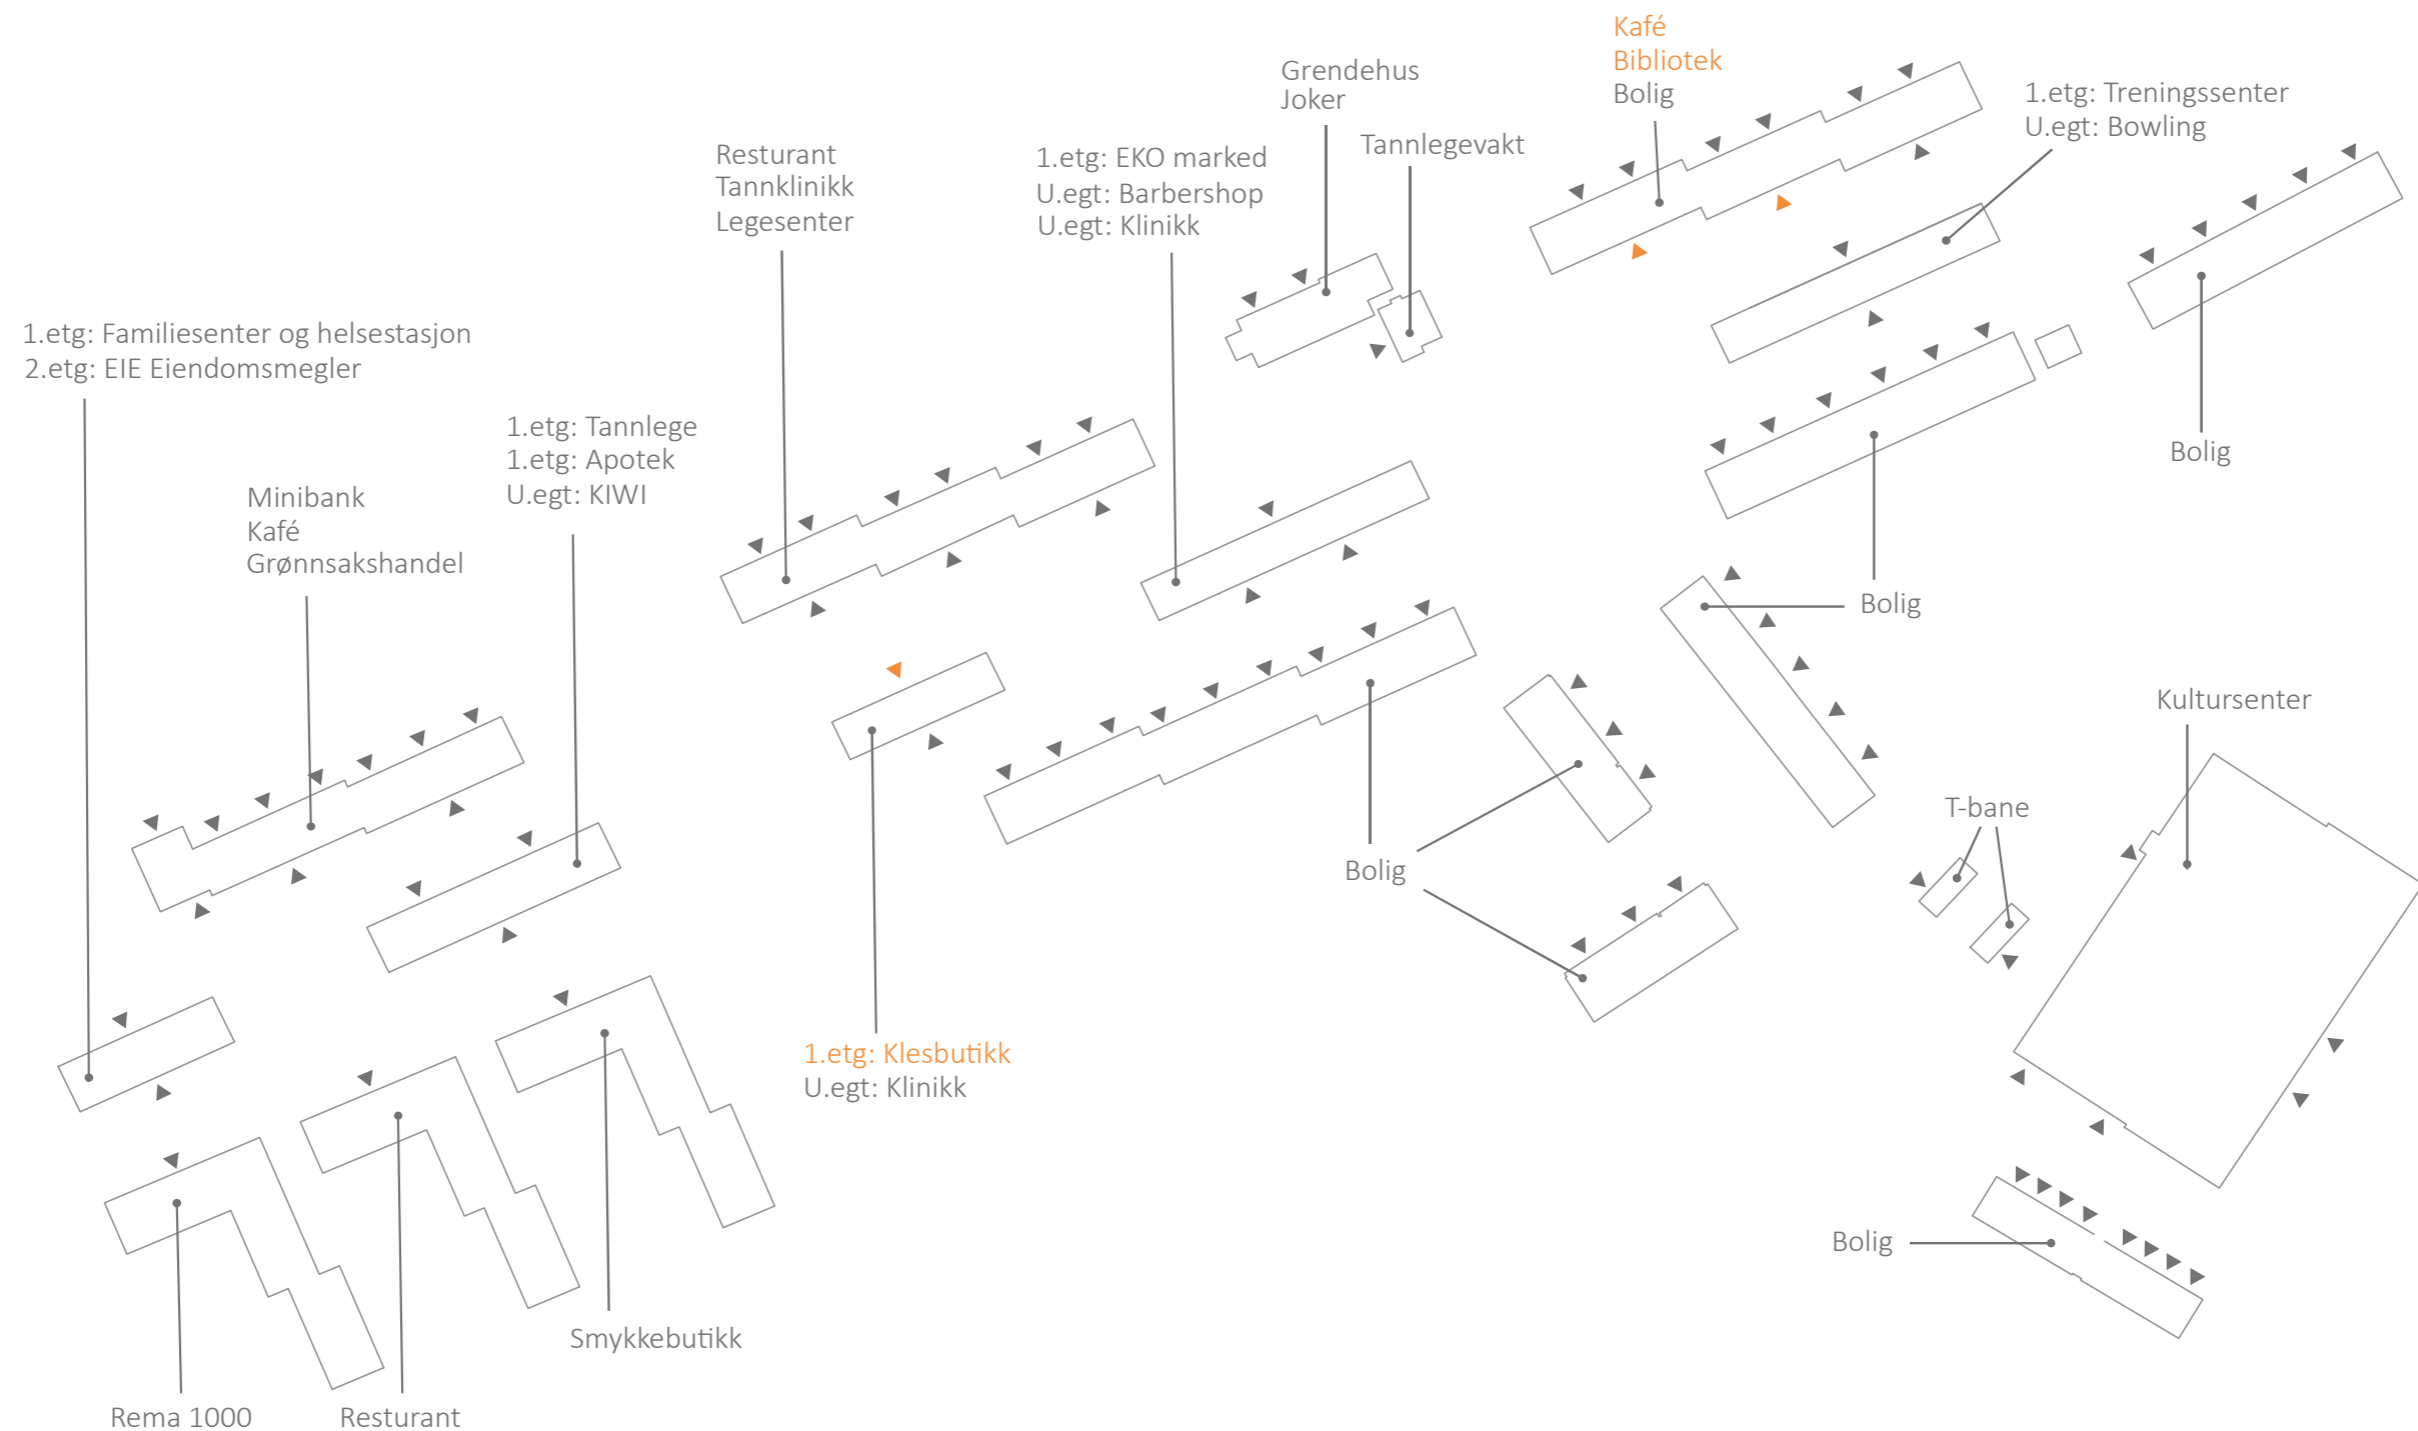 Kafé
Bibliotek
Bolig
Grendehus
Joker
1.etg: Treningssenter
U.egt: Bowling
Tannlegevakt
Resturant
Tannklinikk
Legesenter
1.etg: EKO marked
U.egt: Barbershop
U.egt: Klinikk
1.etg: Familiesenter og helsestasjon
2.etg: EIE Eiendomsmegler
1.etg: Tannlege
1.etg: Apotek
U.egt: KIWI
Bolig
Minibank
Kafé
Grønnsakshandel
Bolig
Kultursenter
T-bane
Bolig
1.etg: Klesbutikk
U.egt: Klinikk
Bolig
Smykkebutikk
Rema 1000
Resturant